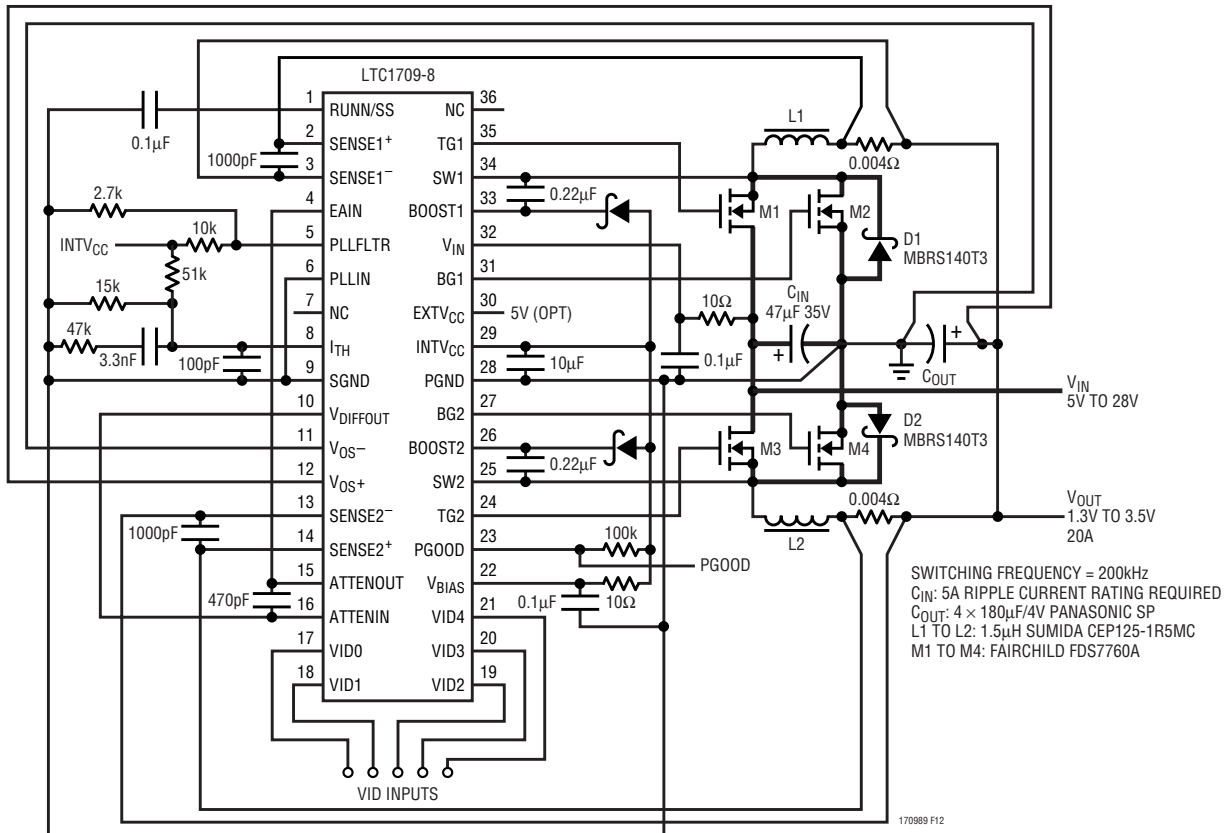 LTC1709-8
1 RUNN/SS
2 SENSE1+
3 SENSE1–
4 EAIN
5 PLLFLTR
6 PLLIN
7 NC
8 ITH
9 SGND
10 VDIFFOUT
11 VOS–
12 VOS+
13 SENSE2–
14 SENSE2+
15 ATTENOUT
16 ATTENIN
17 VID0
18 VID1
NC 36
TG1 35
SW1 34
BOOST1 33
VIN 32
BG1 31
EXTVCC 30
INTVCC 29
PGND 28
BG2 27
BOOST2 26
SW2 25
TG2 24
PGOOD 23
VBIAS 22
VID4 21
VID3 20
VID2 19
0.1µF
1000pF
2.7k
10k
INTVCC
51k
15k
47k
3.3nF
100pF
1000pF
470pF
VID INPUTS
0.22µF
5V (OPT)
10µF
0.22µF
100k
PGOOD
0.1µF
10Ω
10Ω
0.1µF
L1
0.004Ω
M1
M2
D1
MBRS140T3
CIN
47µF 35V
+
+
COUT
VIN
5V TO 28V
D2
MBRS140T3
M3
M4
0.004Ω
L2
VOUT
1.3V TO 3.5V
20A
SWITCHING FREQUENCY = 200kHz
CIN: 5A RIPPLE CURRENT RATING REQUIRED
COUT: 4 × 180µF/4V PANASONIC SP
L1 TO L2: 1.5µH SUMIDA CEP125-1R5MC
M1 TO M4: FAIRCHILD FDS7760A
170989 F12